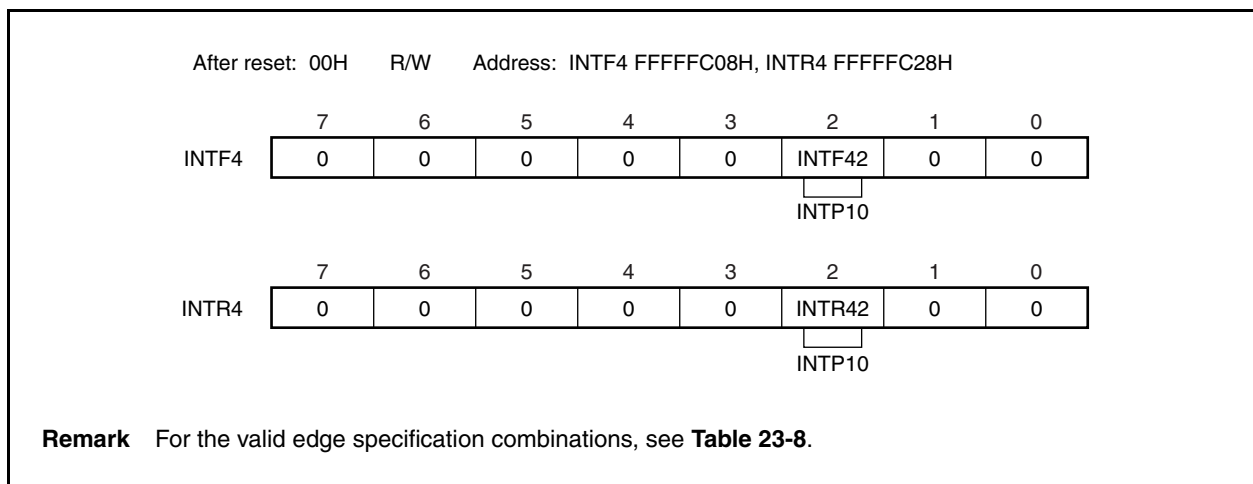 After reset: 00H R/W Address: INTF4 FFFFFC08H, INTR4 FFFFFC28H
7 6 5 4 3 2 1 0
INTF4 0 0 0 0 0 INTF42 0 0
INTP10
7 6 5 4 3 2 1 0
INTR4 0 0 0 0 0 INTR42 0 0
INTP10
Remark For the valid edge specification combinations, see Table 23-8.